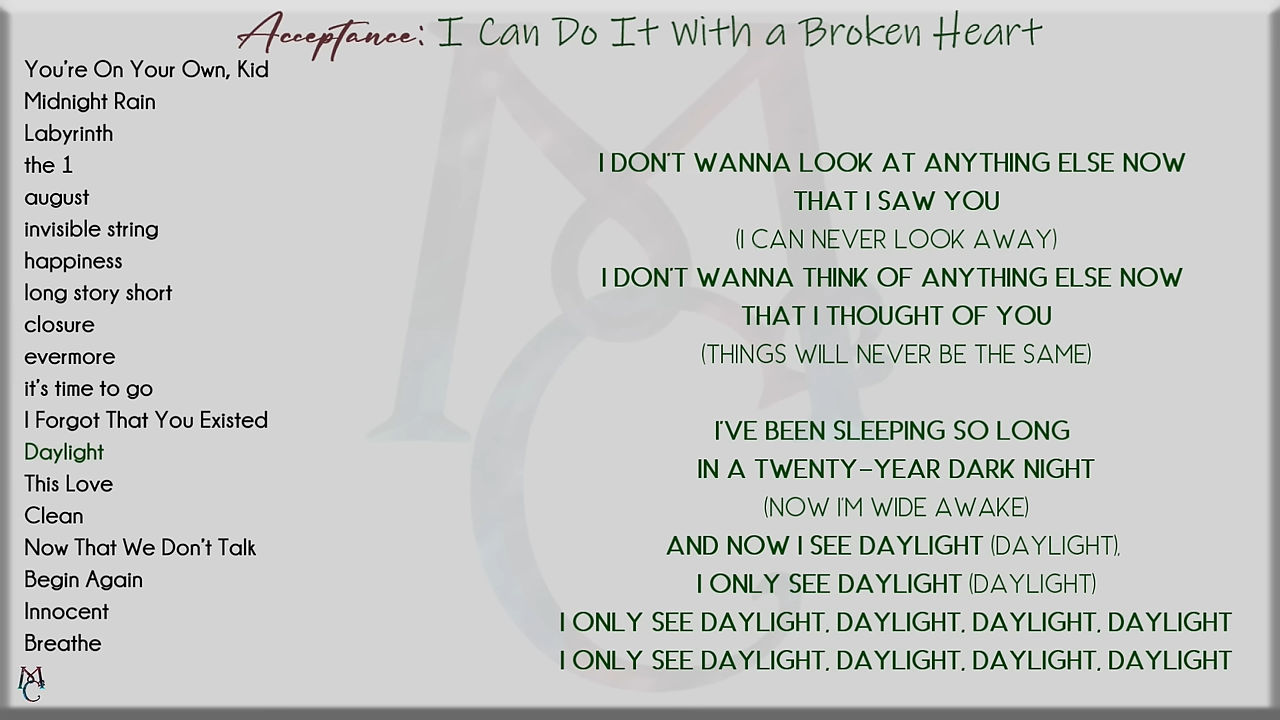 Acceptance: I Can Do It With a Broken Heart
You're On Your Own, Kid
Midnight Rain
Labyrinth
the 1
august
invisible string
happiness
long story short
closure
evermore
it's time to go
I Forgot That You Existed
Daylight
This Love
Clean
Now That We Don't Talk
Begin Again
Innocent
Breathe
MC
I DON'T WANNA LOOK AT ANYTHING ELSE NOW
THAT I SAW YOU
(I CAN NEVER LOOK AWAY)
I DON'T WANNA THINK OF ANYTHING ELSE NOW
THAT I THOUGHT OF YOU
(THINGS WILL NEVER BE THE SAME)
I'VE BEEN SLEEPING SO LONG
IN A TWENTY-YEAR DARK NIGHT
(NOW I'M WIDE AWAKE)
AND NOW I SEE DAYLIGHT (DAYLIGHT),
I ONLY SEE DAYLIGHT (DAYLIGHT)
I ONLY SEE DAYLIGHT, DAYLIGHT, DAYLIGHT, DAYLIGHT
I ONLY SEE DAYLIGHT, DAYLIGHT, DAYLIGHT, DAYLIGHT